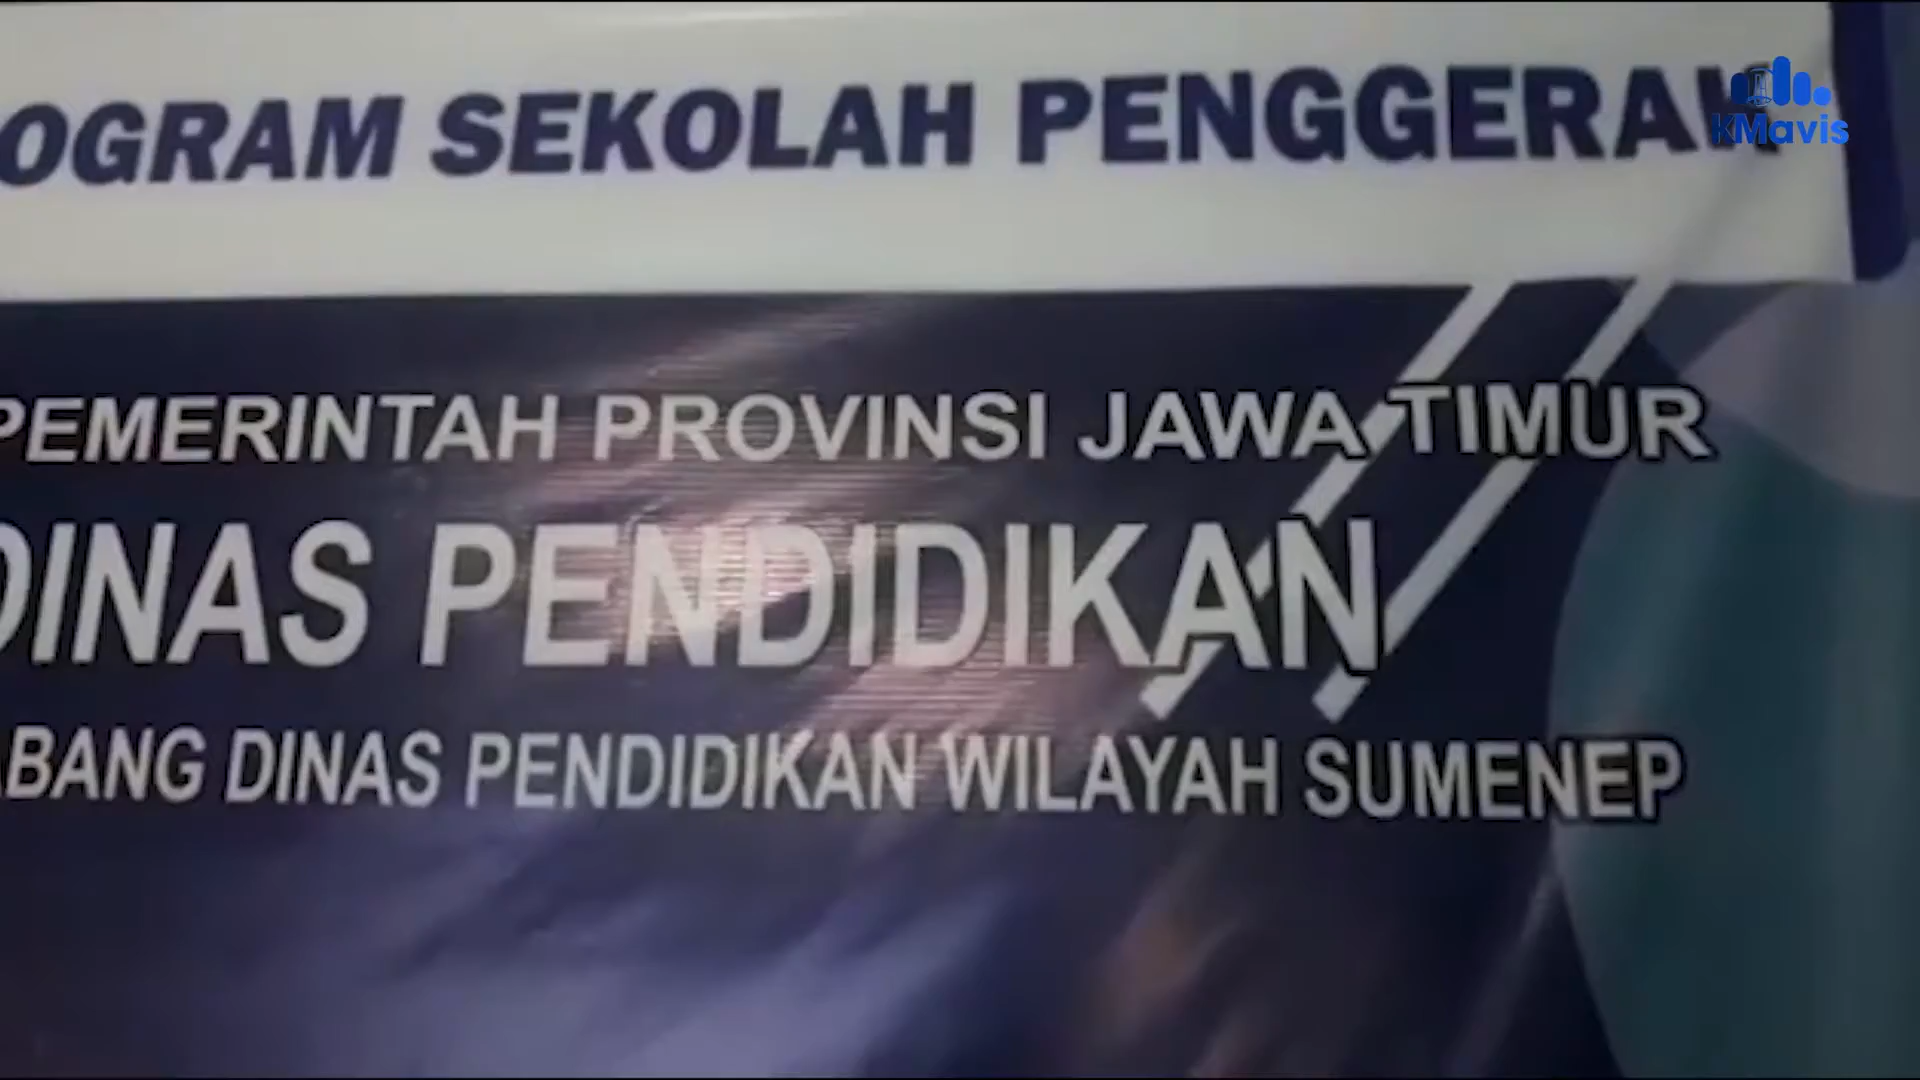 OGRAM SEKOLAH PENGGERAK
KMavis
PEMERINTAH PROVINSI JAWA TIMUR
DINAS PENDIDIKAN
ABANG DINAS PENDIDIKAN WILAYAH SUMENEP